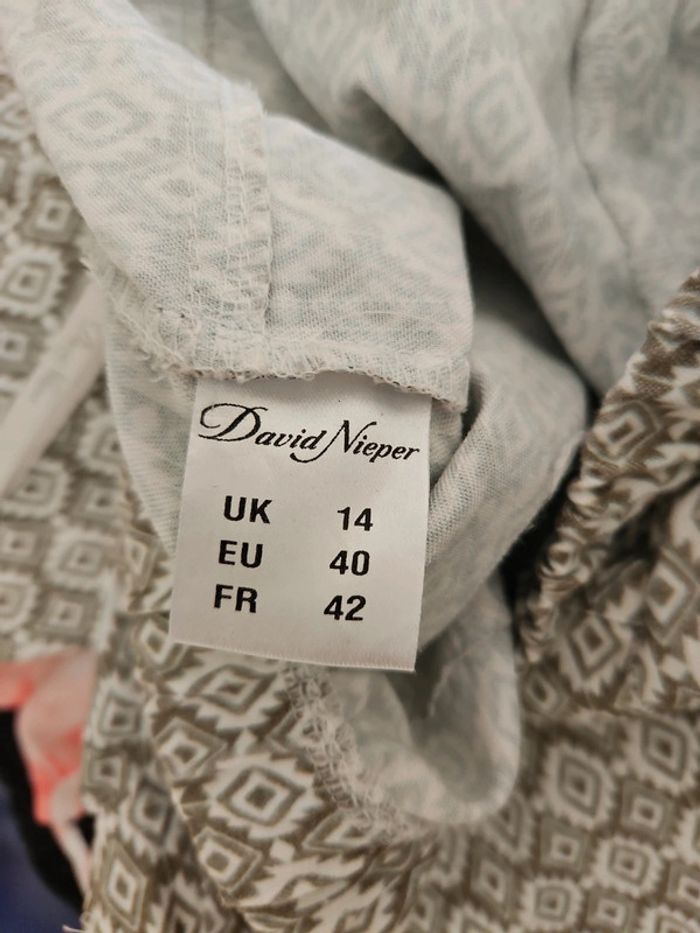 David Nieper
UK 14
EU 40
FR 42